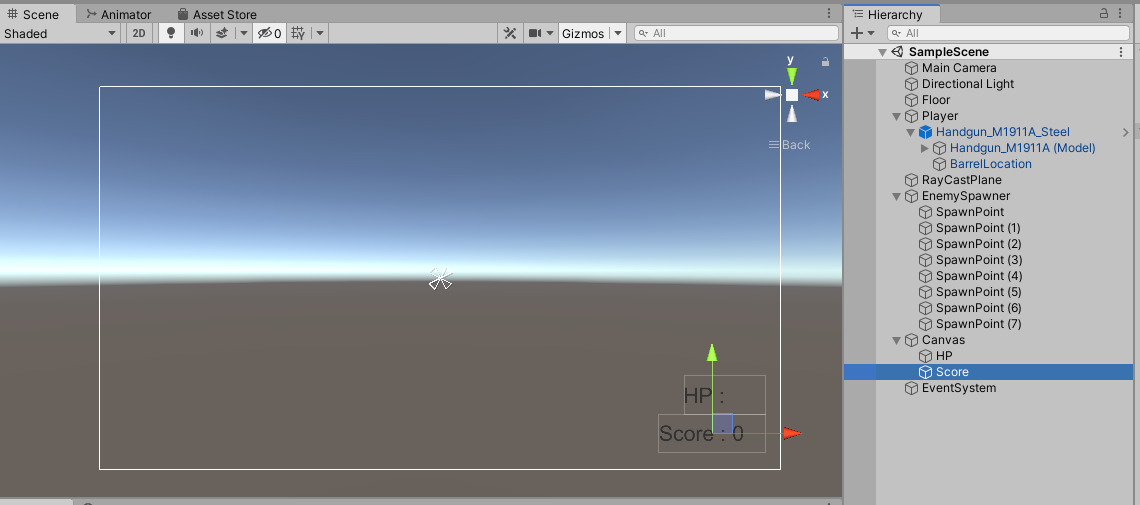 Scene Animator Asset Store
Shaded 2D 0 Gizmos All
y
x
Back
HP :
Score : 0
Hierarchy
All
SampleScene
Main Camera
Directional Light
Floor
Player
Handgun_M1911A_Steel
Handgun_M1911A (Model)
BarrelLocation
RayCastPlane
EnemySpawner
SpawnPoint
SpawnPoint (1)
SpawnPoint (2)
SpawnPoint (3)
SpawnPoint (4)
SpawnPoint (5)
SpawnPoint (6)
SpawnPoint (7)
Canvas
HP
Score
EventSystem